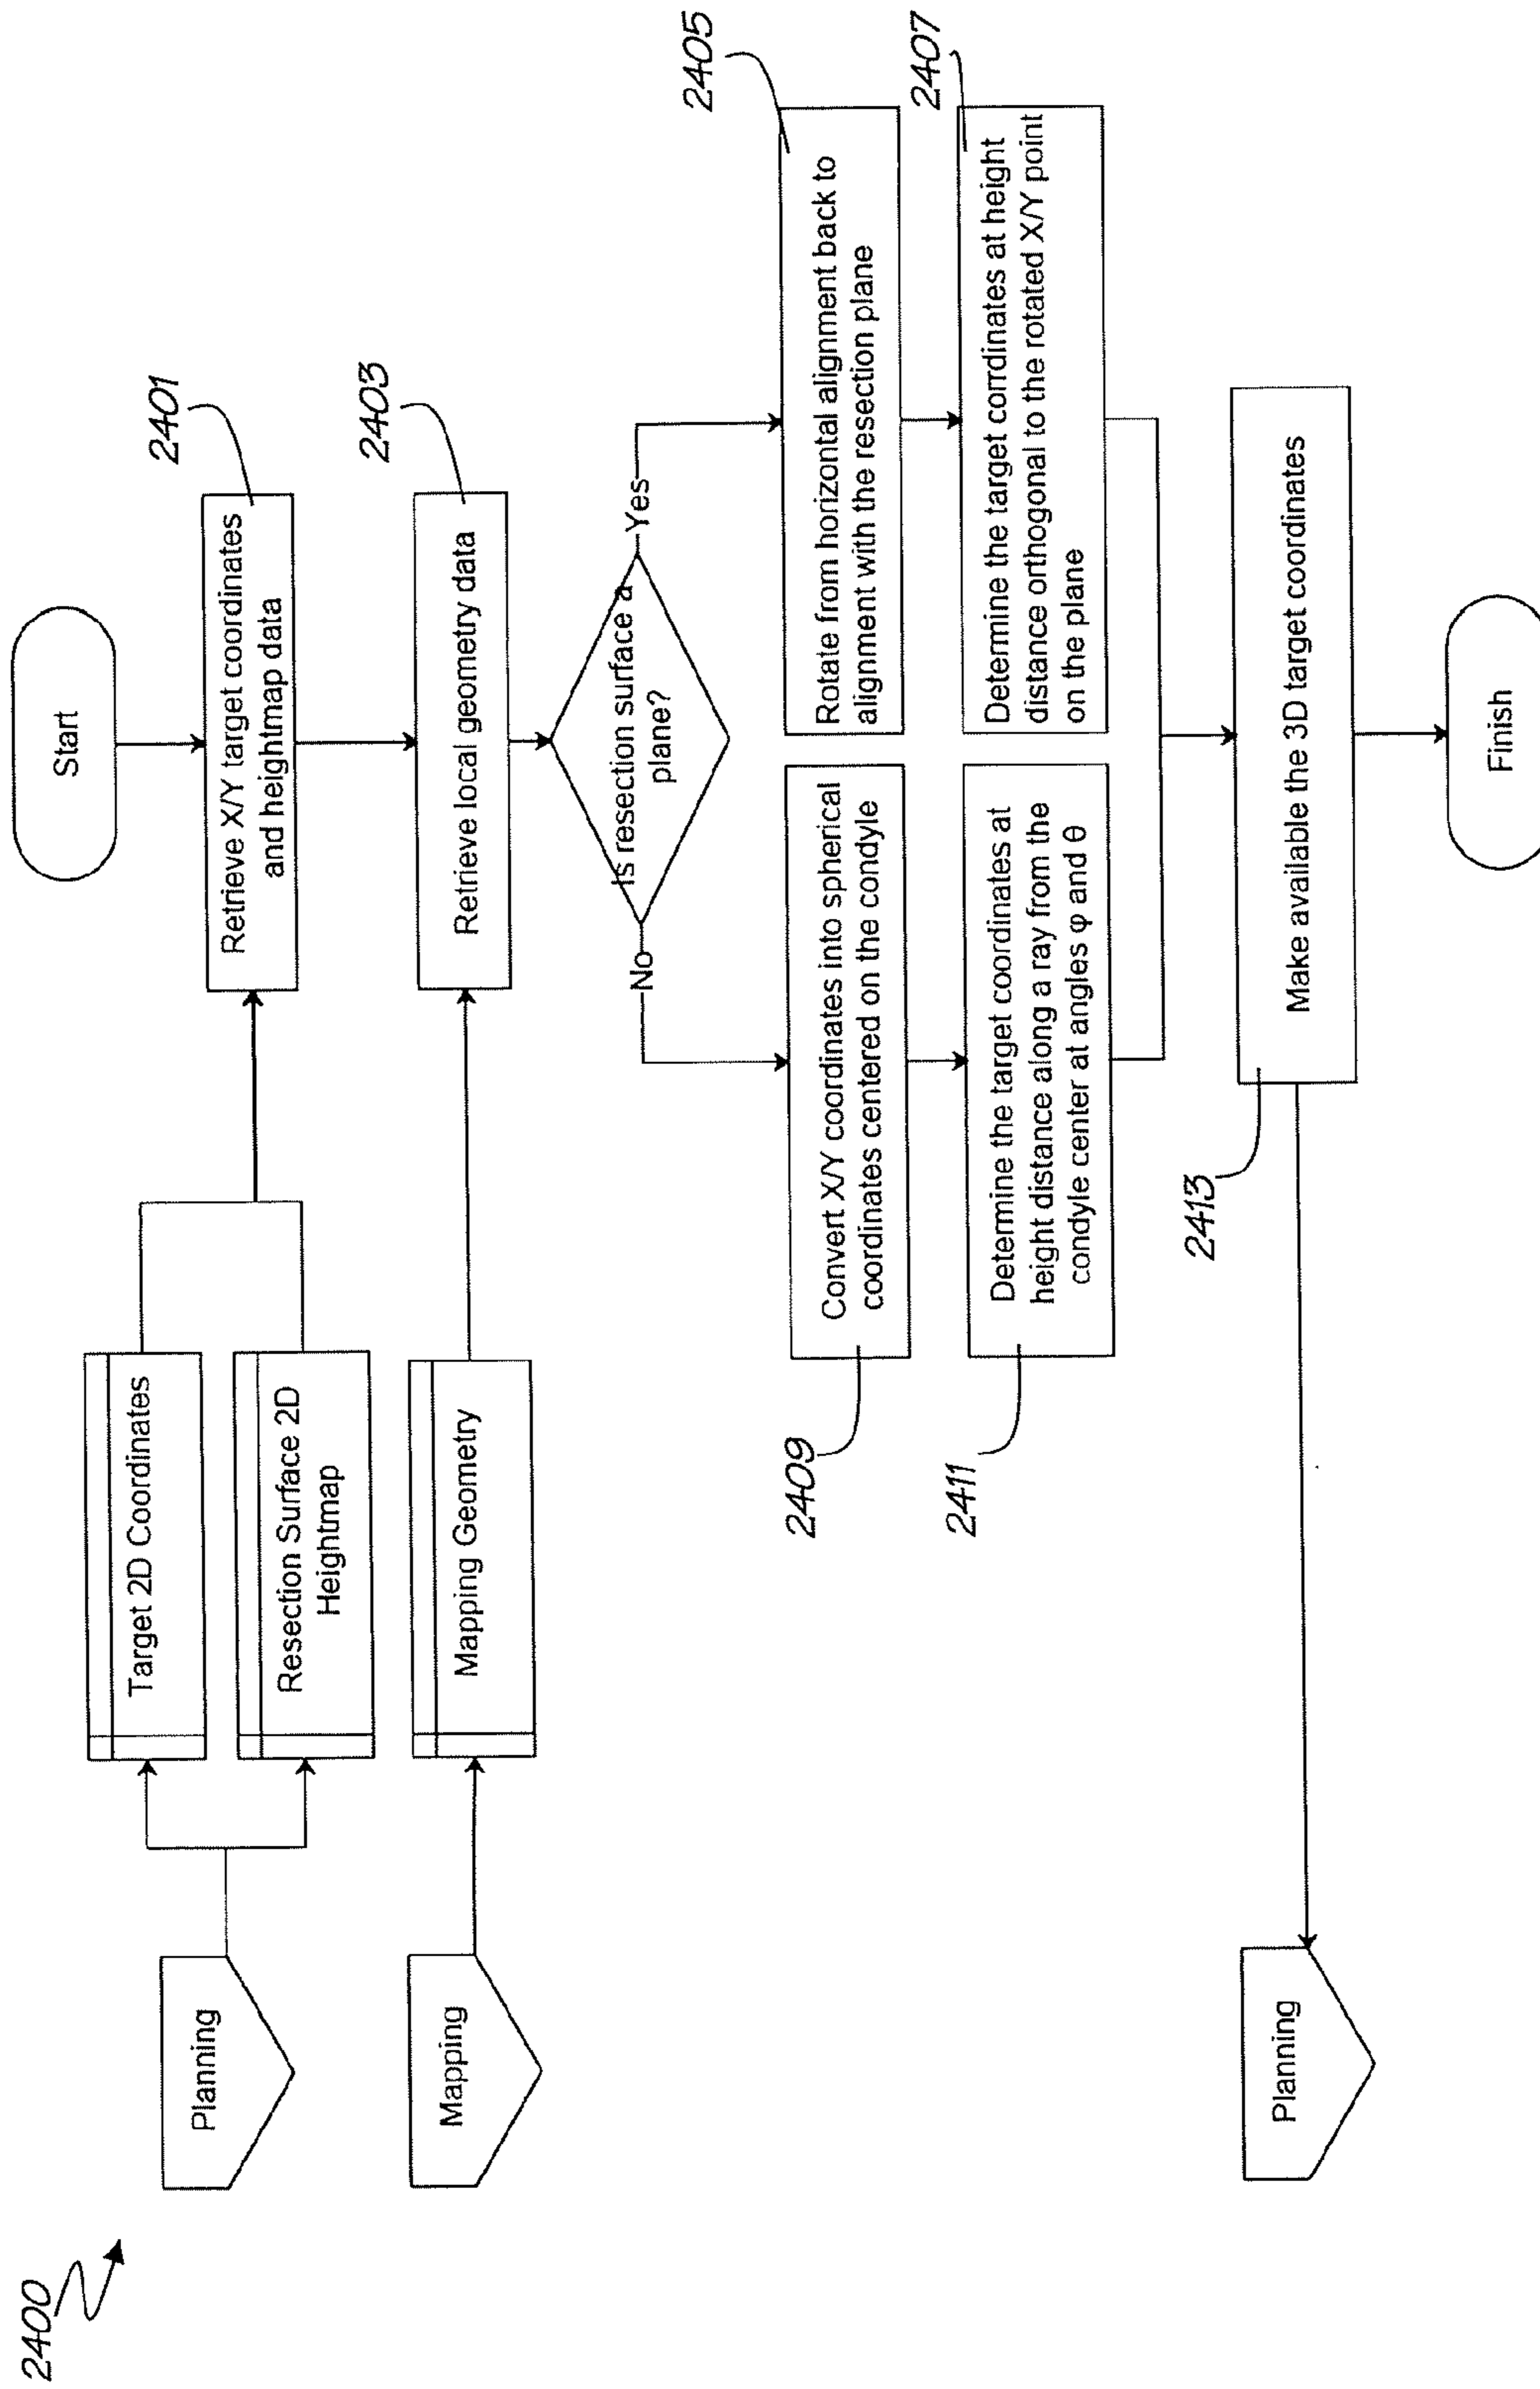 2400
Start
Planning
Target 2D Coordinates
Resection Surface 2D
Heightmap
Retrieve X/Y target coordinates
and heightmap data
2401
Mapping
Mapping Geometry
Retrieve local geometry data
2403
Is resection surface a
plane?
No
Yes
Convert X/Y coordinates into spherical
coordinates centered on the condyle
2409
Rotate from horizontal alignment back to
alignment with the resection plane
2405
Determine the target coordinates at
height distance along a ray from the
condyle center at angles φ and θ
2411
Determine the target corrdinates at height
distance orthogonal to the rotated X/Y point
on the plane
2407
Planning
2413
Make available the 3D target coordinates
Finish